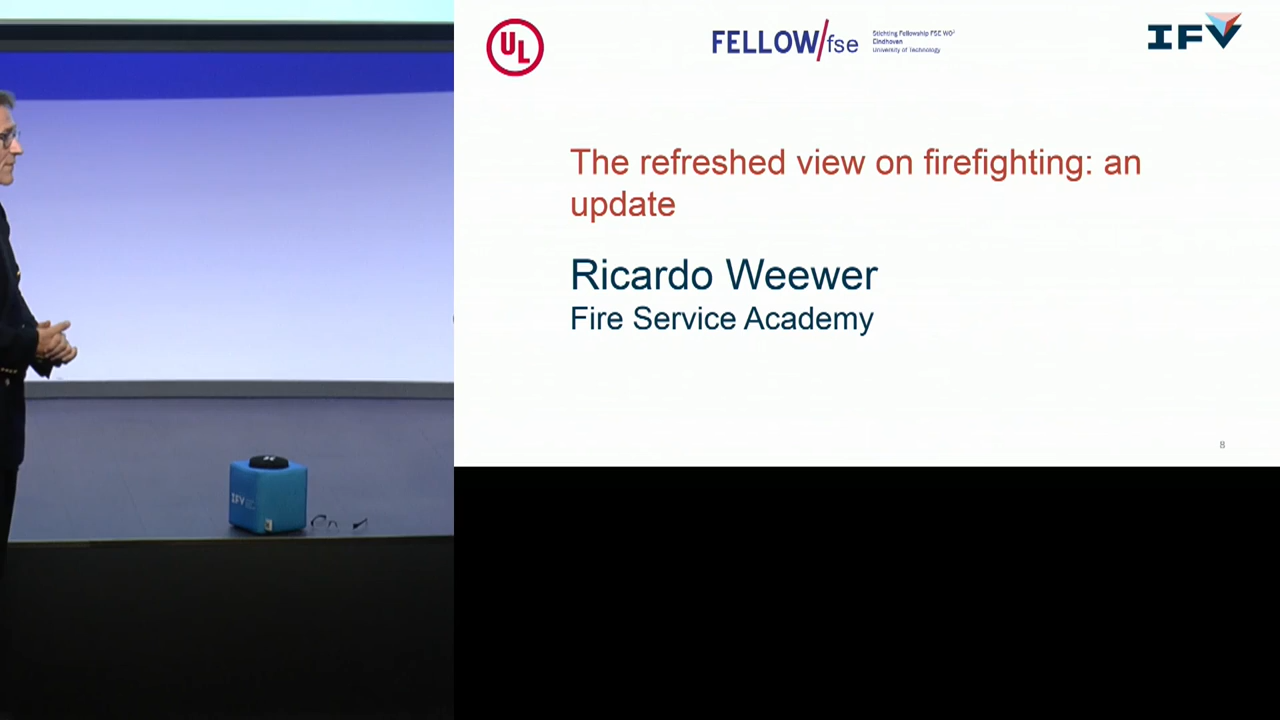 UL
FELLOW/fse
Stichting Fellowship FSE WO²
Eindhoven
University of Technology
IFV
The refreshed view on firefighting: an
update
Ricardo Weewer
Fire Service Academy
8
IFV